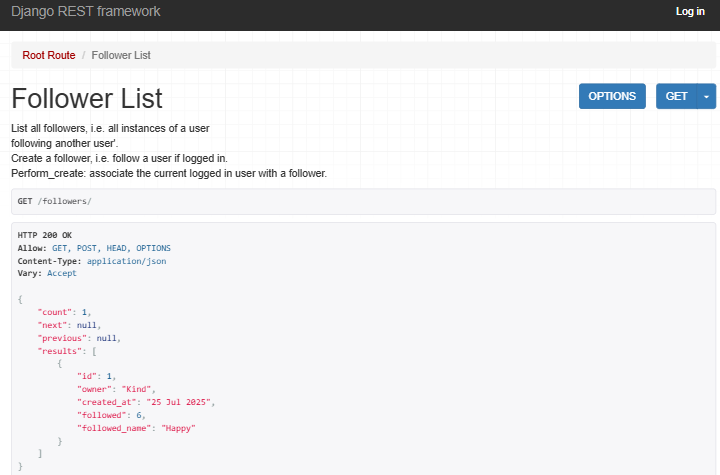 Django REST framework
Log in
Root Route / Follower List
Follower List
OPTIONS
GET
List all followers, i.e. all instances of a user
following another user'.
Create a follower, i.e. follow a user if logged in.
Perform_create: associate the current logged in user with a follower.
GET /followers/
HTTP 200 OK
Allow: GET, POST, HEAD, OPTIONS
Content-Type: application/json
Vary: Accept
{
    "count": 1,
    "next": null,
    "previous": null,
    "results": [
        {
            "id": 1,
            "owner": "Kind",
            "created_at": "25 Jul 2025",
            "followed": 6,
            "followed_name": "Happy"
        }
    ]
}